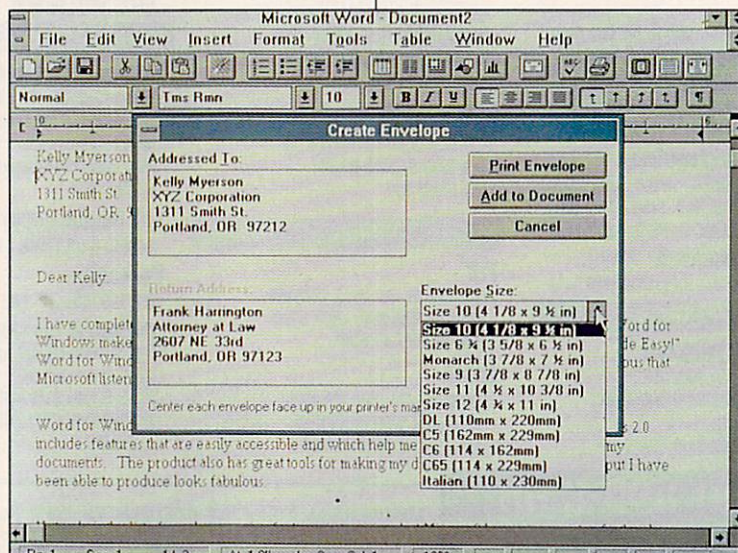 Microsoft Word - Document2
File Edit View Insert Format Tools Table Window Help
Normal Tms Rmn 10 B I U
Create Envelope
Kelly Myerson
XYZ Corporat
1311 Smith St.
Portland, OR 9
Addressed To:
Kelly Myerson
XYZ Corporation
1311 Smith St.
Portland, OR 97212
Print Envelope
Add to Document
Cancel
Dear Kelly
Return Address:
Frank Harrington
Attorney at Law
2607 NE 33rd
Portland, OR 97123
Envelope Size:
Size 10 (4 1/8 x 9 ½ in)
Size 10 (4 1/8 x 9 ½ in)
Size 6 ¾ (3 5/8 x 6 ½ in)
Monarch (3 7/8 x 7 ½ in)
Size 9 (3 7/8 x 8 7/8 in)
Size 11 (4 ½ x 10 3/8 in)
Size 12 (4 ¾ x 11 in)
DL (110mm x 220mm)
C5 (162mm x 229mm)
C6 (114 x 162mm)
C65 (114 x 229mm)
Italian (110 x 230mm)
Center each envelope face up in your printer's
I have complet Word for
Windows make de Easy!"
Word for Wind ous that
Microsoft listen
Word for Wind 2.0
includes features that are easily accessible and which help me my
documents. The product also has great tools for making my d put I have
been able to produce looks fabulous.